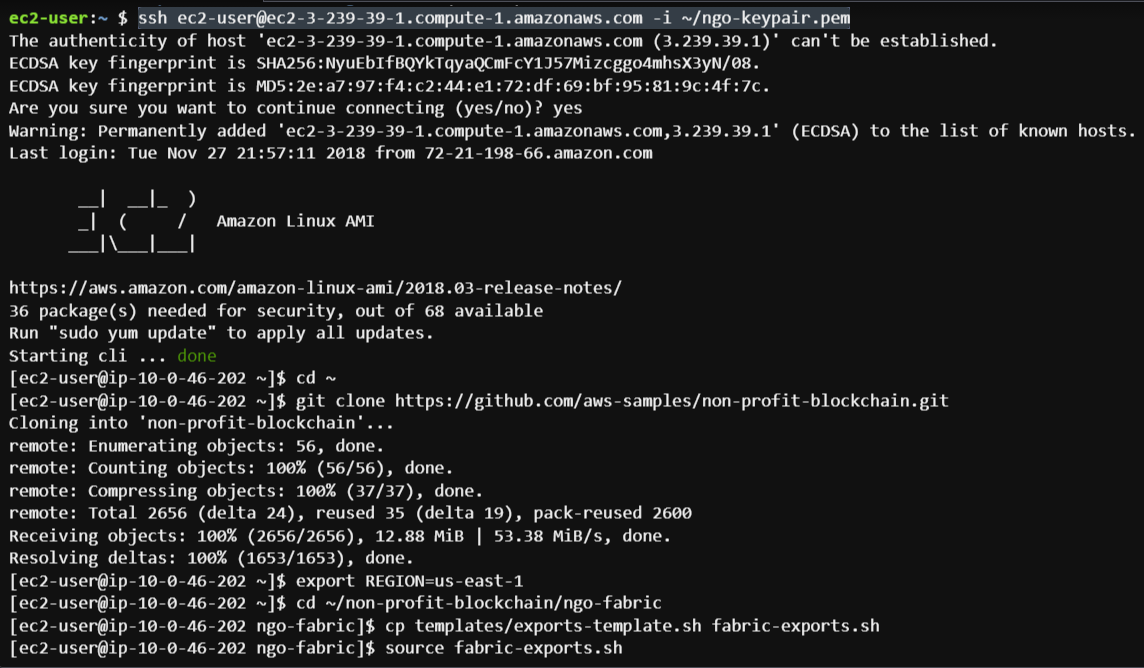 ec2-user:~ $ ssh ec2-user@ec2-3-239-39-1.compute-1.amazonaws.com -i ~/ngo-keypair.pem
The authenticity of host 'ec2-3-239-39-1.compute-1.amazonaws.com (3.239.39.1)' can't be established.
ECDSA key fingerprint is SHA256:NyuEbIfBQYkTqyaQCmFcY1J57Mizcggo4mhsX3yN/08.
ECDSA key fingerprint is MD5:2e:a7:97:f4:c2:44:e1:72:df:69:bf:95:81:9c:4f:7c.
Are you sure you want to continue connecting (yes/no)? yes
Warning: Permanently added 'ec2-3-239-39-1.compute-1.amazonaws.com,3.239.39.1' (ECDSA) to the list of known hosts.
Last login: Tue Nov 27 21:57:11 2018 from 72-21-198-66.amazon.com
       __|  __|_  )
       _|  (     /   Amazon Linux AMI
      ___|\___|___|
https://aws.amazon.com/amazon-linux-ami/2018.03-release-notes/
36 package(s) needed for security, out of 68 available
Run "sudo yum update" to apply all updates.
Starting cli ... done
[ec2-user@ip-10-0-46-202 ~]$ cd ~
[ec2-user@ip-10-0-46-202 ~]$ git clone https://github.com/aws-samples/non-profit-blockchain.git
Cloning into 'non-profit-blockchain'...
remote: Enumerating objects: 56, done.
remote: Counting objects: 100% (56/56), done.
remote: Compressing objects: 100% (37/37), done.
remote: Total 2656 (delta 24), reused 35 (delta 19), pack-reused 2600
Receiving objects: 100% (2656/2656), 12.88 MiB | 53.38 MiB/s, done.
Resolving deltas: 100% (1653/1653), done.
[ec2-user@ip-10-0-46-202 ~]$ export REGION=us-east-1
[ec2-user@ip-10-0-46-202 ~]$ cd ~/non-profit-blockchain/ngo-fabric
[ec2-user@ip-10-0-46-202 ngo-fabric]$ cp templates/exports-template.sh fabric-exports.sh
[ec2-user@ip-10-0-46-202 ngo-fabric]$ source fabric-exports.sh